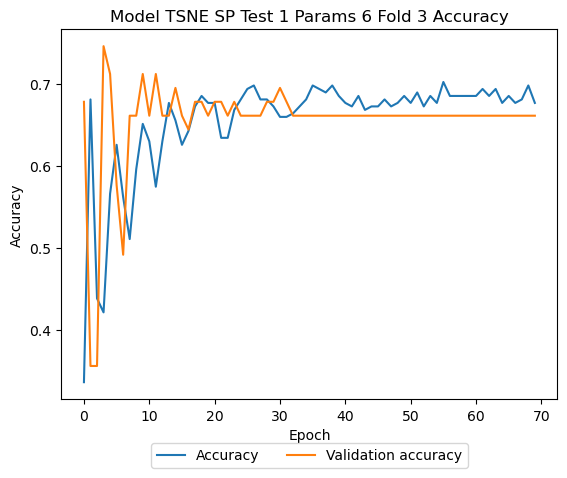 Model TSNE SP Test 1 Params 6 Fold 3 Accuracy
0.7
0.6
0.5
0.4
Accuracy
0 10 20 30 40 50 60 70
Epoch
Accuracy Validation accuracy